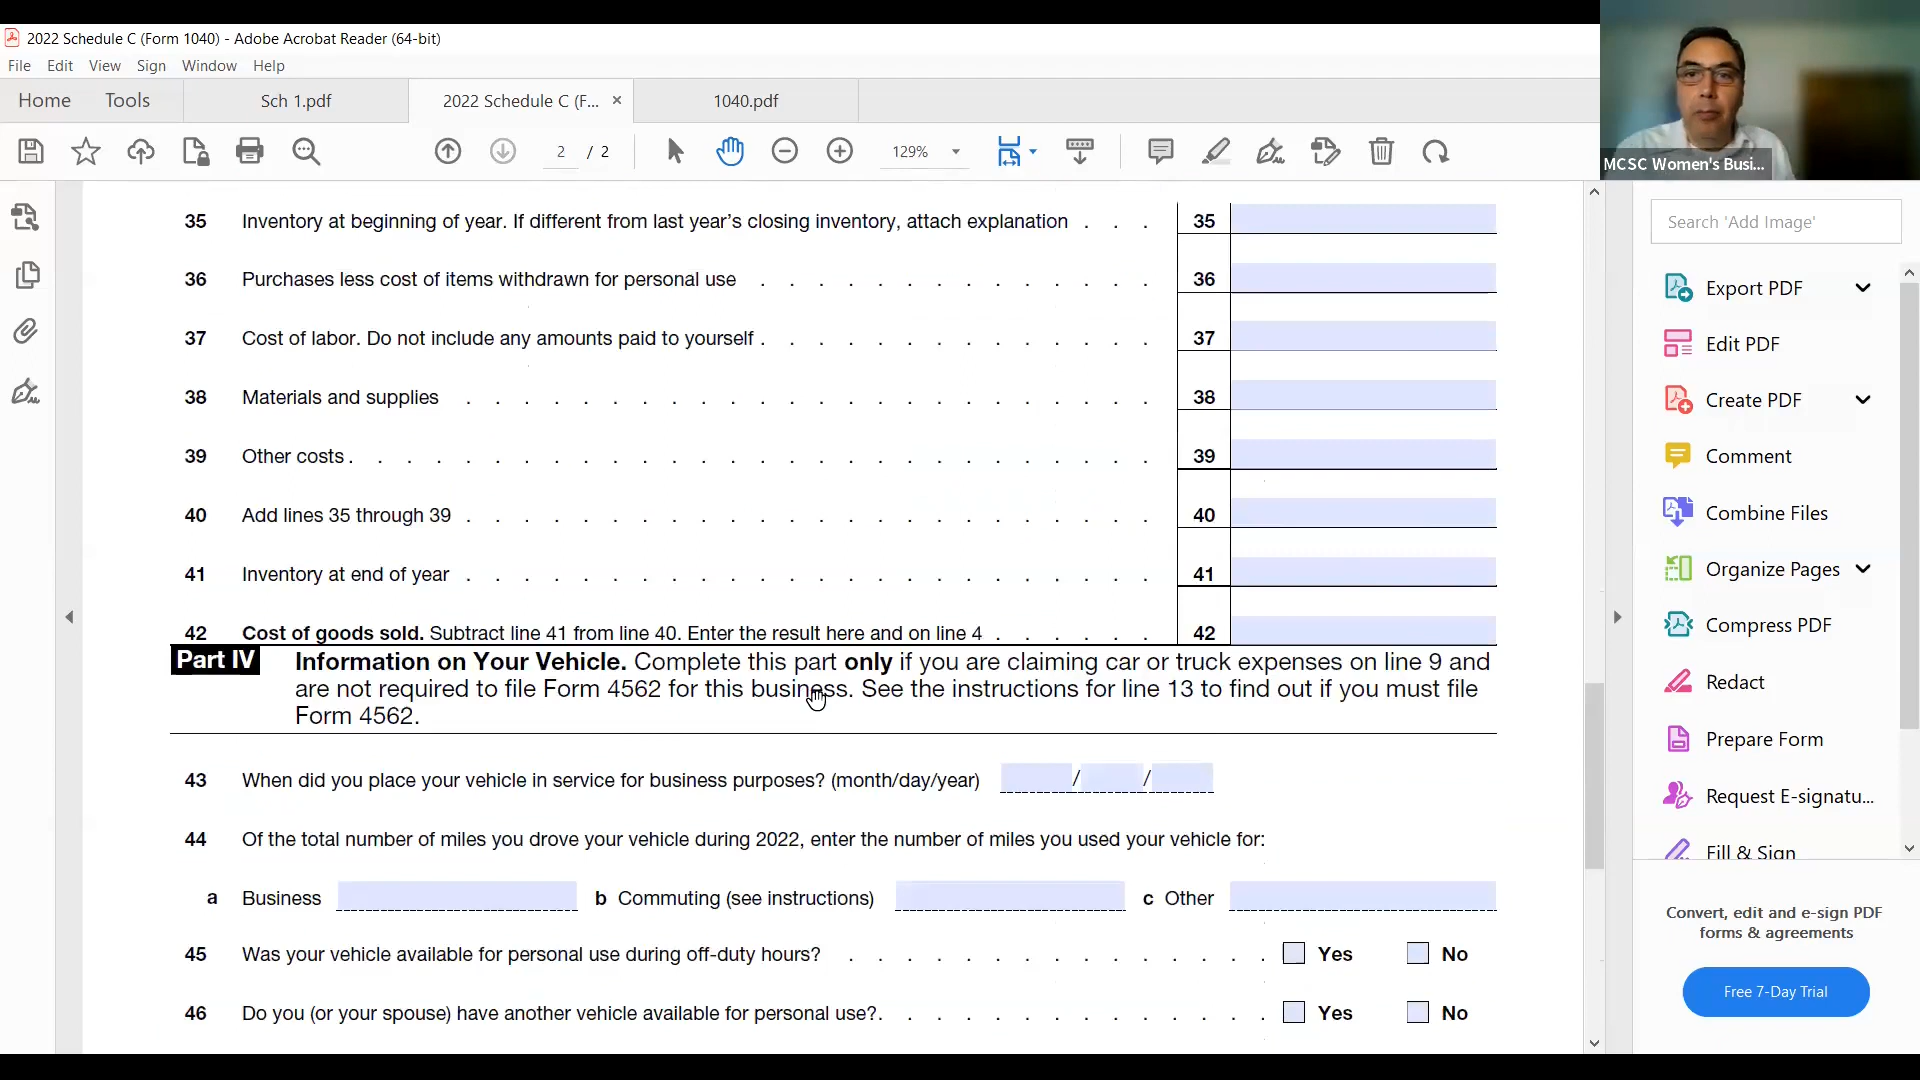 2022 Schedule C (Form 1040) - Adobe Acrobat Reader (64-bit)
File Edit View Sign Window Help
Home Tools Sch 1.pdf 2022 Schedule C (F... × 1040.pdf
2 / 2 129%
MCSC Women's Busi...
35 Inventory at beginning of year. If different from last year's closing inventory, attach explanation . . . 35
36 Purchases less cost of items withdrawn for personal use . . . . . . . . . . . . . . 36
37 Cost of labor. Do not include any amounts paid to yourself . . . . . . . . . . . . . . 37
38 Materials and supplies . . . . . . . . . . . . . . . . . . . . . . . . 38
39 Other costs . . . . . . . . . . . . . . . . . . . . . . . . . . . . 39
40 Add lines 35 through 39 . . . . . . . . . . . . . . . . . . . . . . . . 40
41 Inventory at end of year . . . . . . . . . . . . . . . . . . . . . . . . 41
42 Cost of goods sold. Subtract line 41 from line 40. Enter the result here and on line 4 . . . . . . 42
Part IV Information on Your Vehicle. Complete this part only if you are claiming car or truck expenses on line 9 and
are not required to file Form 4562 for this business. See the instructions for line 13 to find out if you must file
Form 4562.
43 When did you place your vehicle in service for business purposes? (month/day/year) / /
44 Of the total number of miles you drove your vehicle during 2022, enter the number of miles you used your vehicle for:
a Business b Commuting (see instructions) c Other
45 Was your vehicle available for personal use during off-duty hours? . . . . . . . . . . . . . . . Yes No
46 Do you (or your spouse) have another vehicle available for personal use?. . . . . . . . . . . . . . Yes No
Search 'Add Image'
Export PDF
Edit PDF
Create PDF
Comment
Combine Files
Organize Pages
Compress PDF
Redact
Prepare Form
Request E-signatu...
Fill & Sign
Convert, edit and e-sign PDF
forms & agreements
Free 7-Day Trial